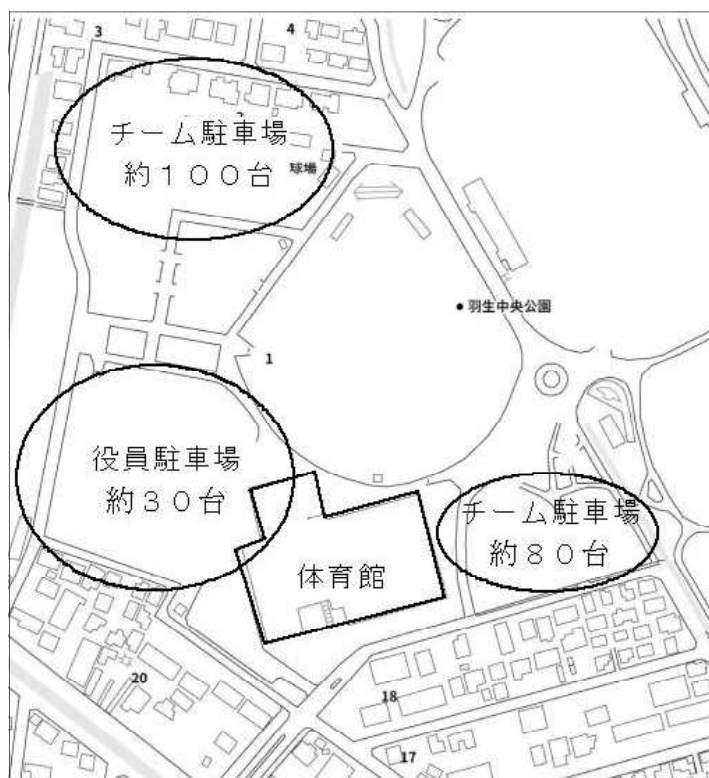 3
4
チーム駐車場
約１００台
球場
羽生中央公園
1
役員駐車場
約３０台
チーム駐車場
約８０台
体育館
20
18
17